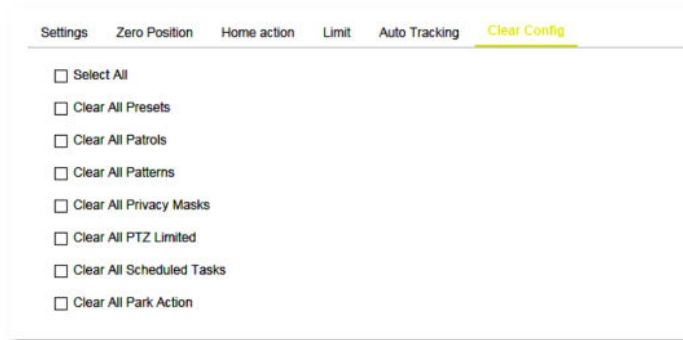 Settings Zero Position Home action Limit Auto Tracking Clear Config
Select All
Clear All Presets
Clear All Patrols
Clear All Patterns
Clear All Privacy Masks
Clear All PTZ Limited
Clear All Scheduled Tasks
Clear All Park Action